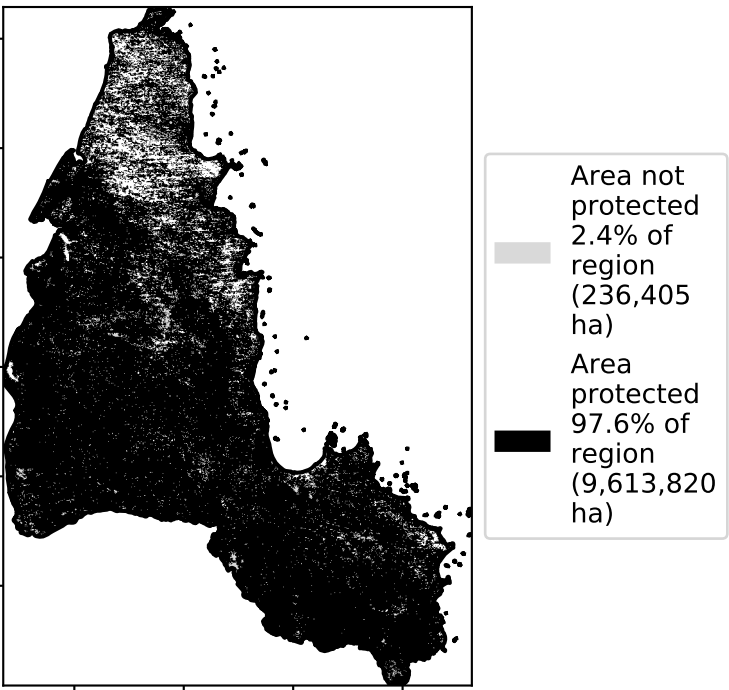 Area not
protected
2.4% of
region
(236,405
ha)
Area
protected
97.6% of
region
(9,613,820
ha)